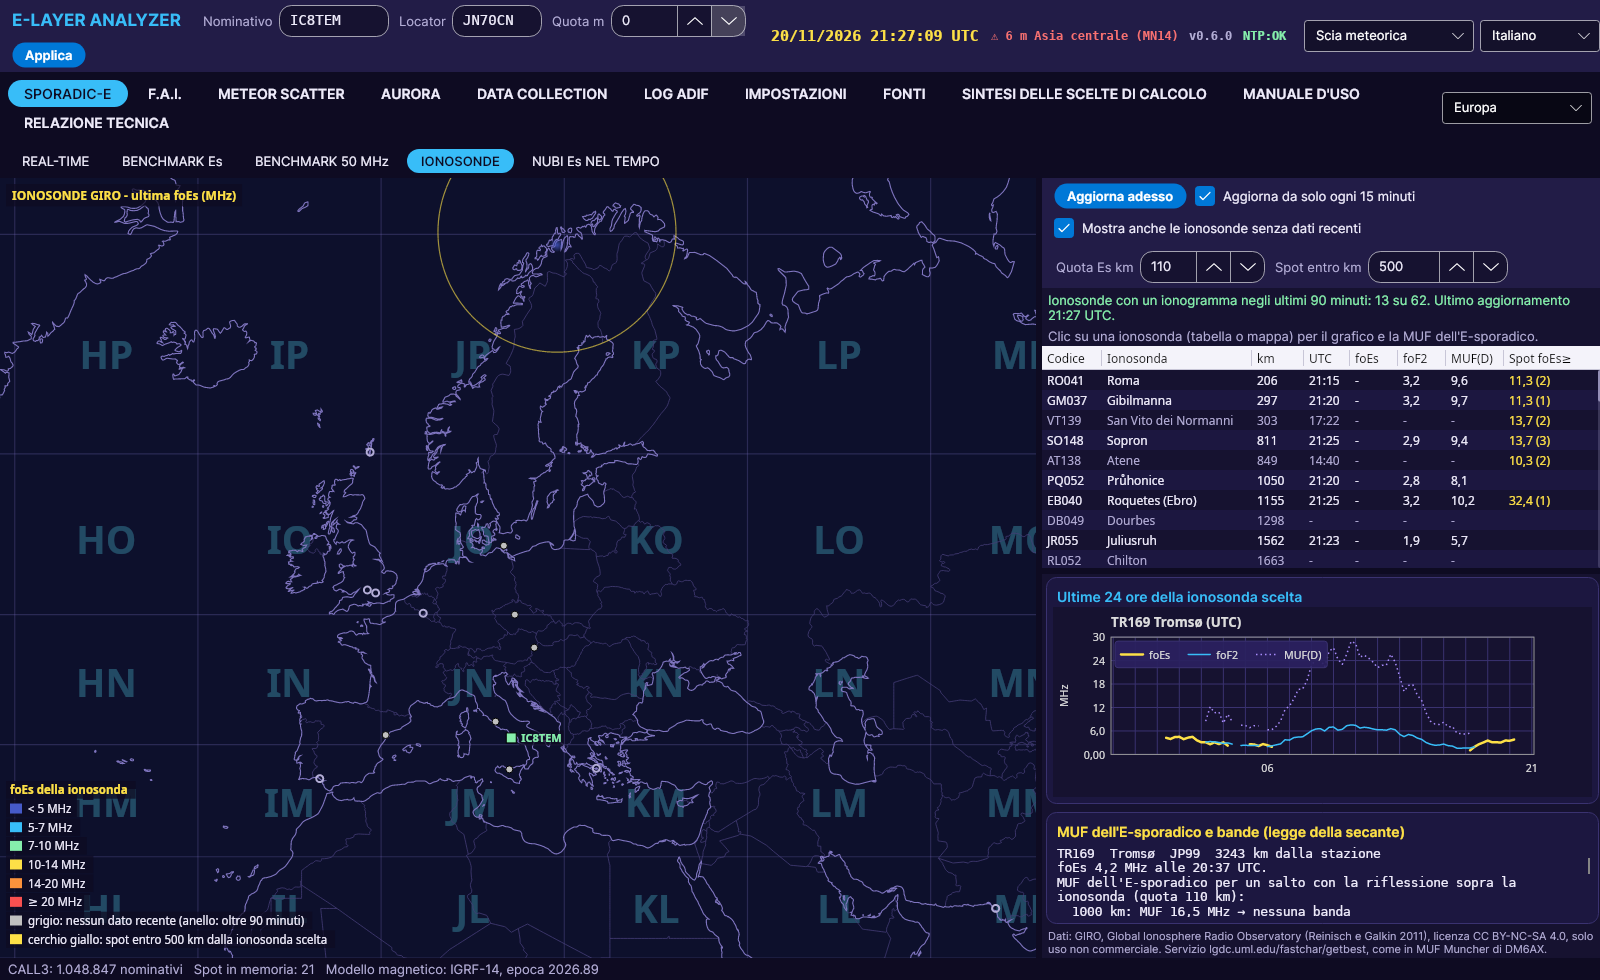 E-LAYER ANALYZER
Nominativo IC8TEM Locator JN70CN Quota m 0
20/11/2026 21:27:09 UTC ⚠ 6 m Asia centrale (MN14) v0.6.0 NTP:OK
Scia meteorica Italiano
Applica
SPORADIC-E F.A.I. METEOR SCATTER AURORA DATA COLLECTION LOG ADIF IMPOSTAZIONI FONTI SINTESI DELLE SCELTE DI CALCOLO MANUALE D'USO
RELAZIONE TECNICA
Europa
REAL-TIME BENCHMARK Es BENCHMARK 50 MHz IONOSONDE NUBI Es NEL TEMPO
IONOSONDE GIRO - ultima foEs (MHz)
HP IP JP KP LP
HO IO JO KO LO
HN IN JN KN LN
IC8TEM
HM IM JM KM LM
HL IL JL KL LL
foEs della ionosonda
< 5 MHz
5-7 MHz
7-10 MHz
10-14 MHz
14-20 MHz
≥ 20 MHz
grigio: nessun dato recente (anello: oltre 90 minuti)
cerchio giallo: spot entro 500 km dalla ionosonda scelta
Aggiorna adesso Aggiorna da solo ogni 15 minuti
Mostra anche le ionosonde senza dati recenti
Quota Es km 110 Spot entro km 500
Ionosonde con un ionogramma negli ultimi 90 minuti: 13 su 62. Ultimo aggiornamento
21:27 UTC.
Clic su una ionosonda (tabella o mappa) per il grafico e la MUF dell'E-sporadico.
Codice Ionosonda km UTC foEs foF2 MUF(D) Spot foEs≥
RO041 Roma 206 21:15 - 3,2 9,6 11,3 (2)
GM037 Gibilmanna 297 21:20 - 3,2 9,7 11,3 (1)
VT139 San Vito dei Normanni 303 17:22 - - - 13,7 (2)
SO148 Sopron 811 21:25 - 2,9 9,4 13,7 (3)
AT138 Atene 849 14:40 - - - 10,3 (2)
PQ052 Průhonice 1050 21:20 - 2,8 8,1
EB040 Roquetes (Ebro) 1155 21:25 - 3,2 10,2 32,4 (1)
DB049 Dourbes 1298 - - - -
JR055 Juliusruh 1562 21:23 - 1,9 5,7
RL052 Chilton 1663 - - - -
Ultime 24 ore della ionosonda scelta
TR169 Tromsø (UTC)
foEs foF2 MUF(D)
MHz
30
24
18
12
6,0
0,00
06 21
MUF dell'E-sporadico e bande (legge della secante)
TR169 Tromsø JP99 3243 km dalla stazione
foEs 4,2 MHz alle 20:37 UTC.
MUF dell'E-sporadico per un salto con la riflessione sopra la
ionosonda (quota 110 km):
1000 km: MUF 16,5 MHz → nessuna banda
Dati: GIRO, Global Ionosphere Radio Observatory (Reinisch e Galkin 2011), licenza CC BY-NC-SA 4.0, solo
uso non commerciale. Servizio lgdc.uml.edu/fastchar/getbest, come in MUF Muncher di DM6AX.
CALL3: 1.048.847 nominativi Spot in memoria: 21 Modello magnetico: IGRF-14, epoca 2026.89